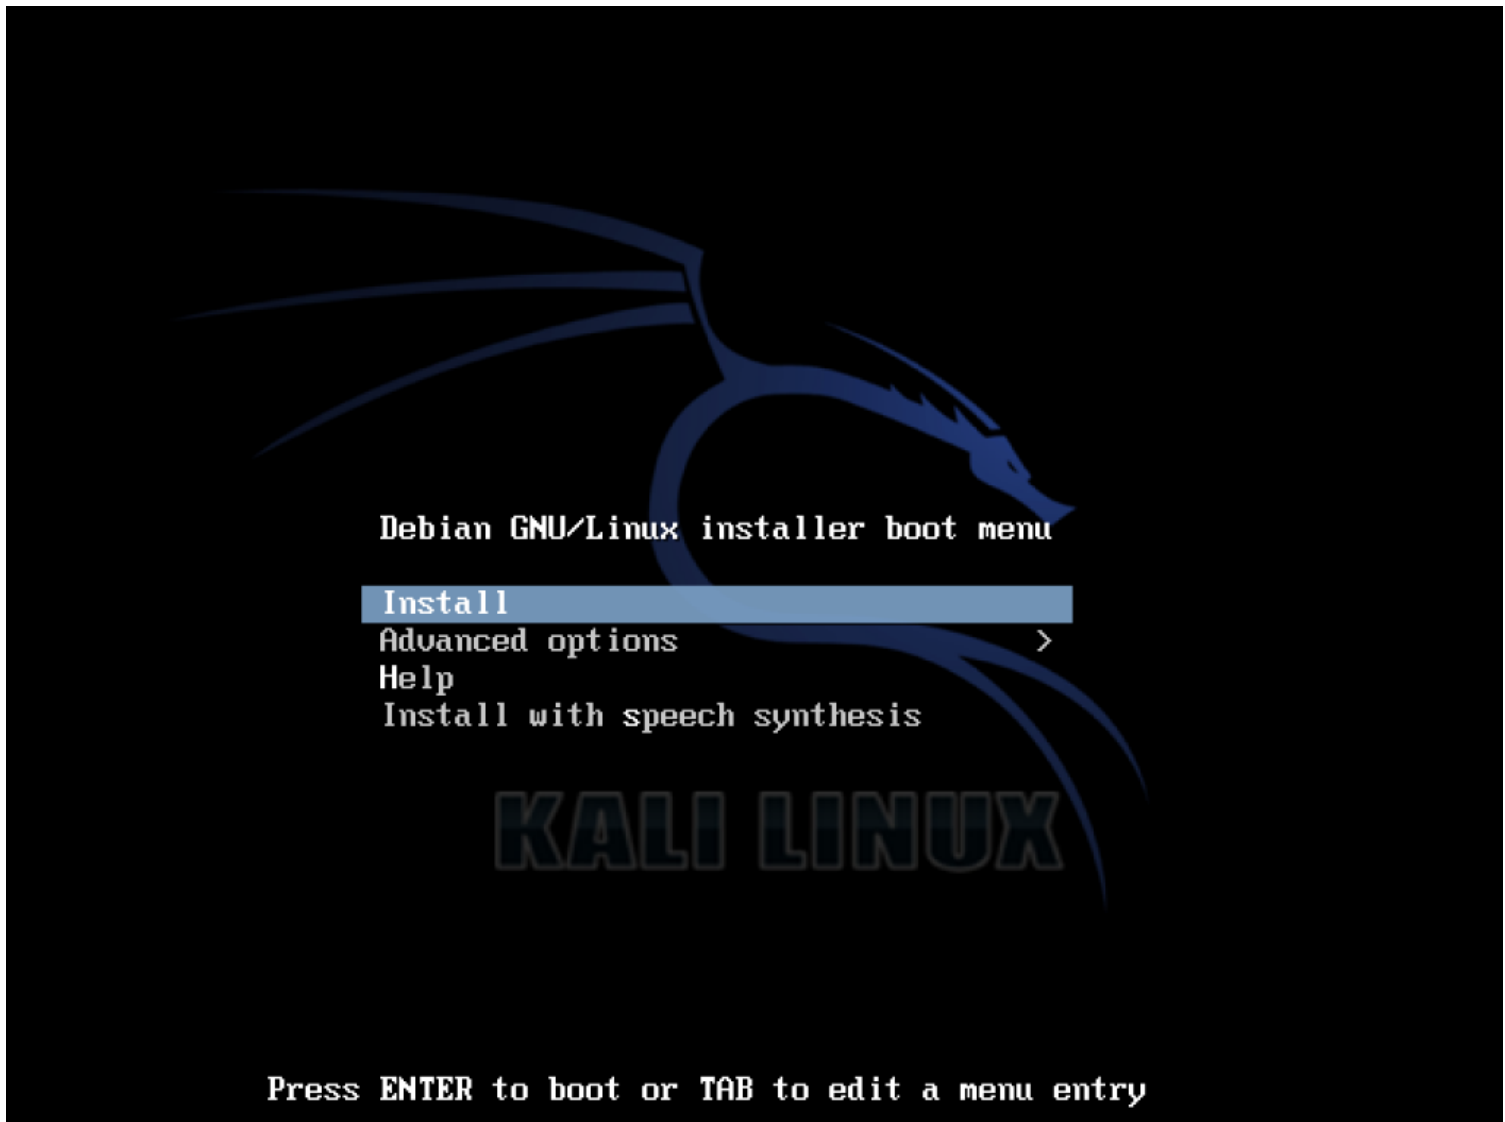 Debian GNU/Linux installer boot menu
Install
Advanced options >
Help
Install with speech synthesis
KALI LINUX
Press ENTER to boot or TAB to edit a menu entry